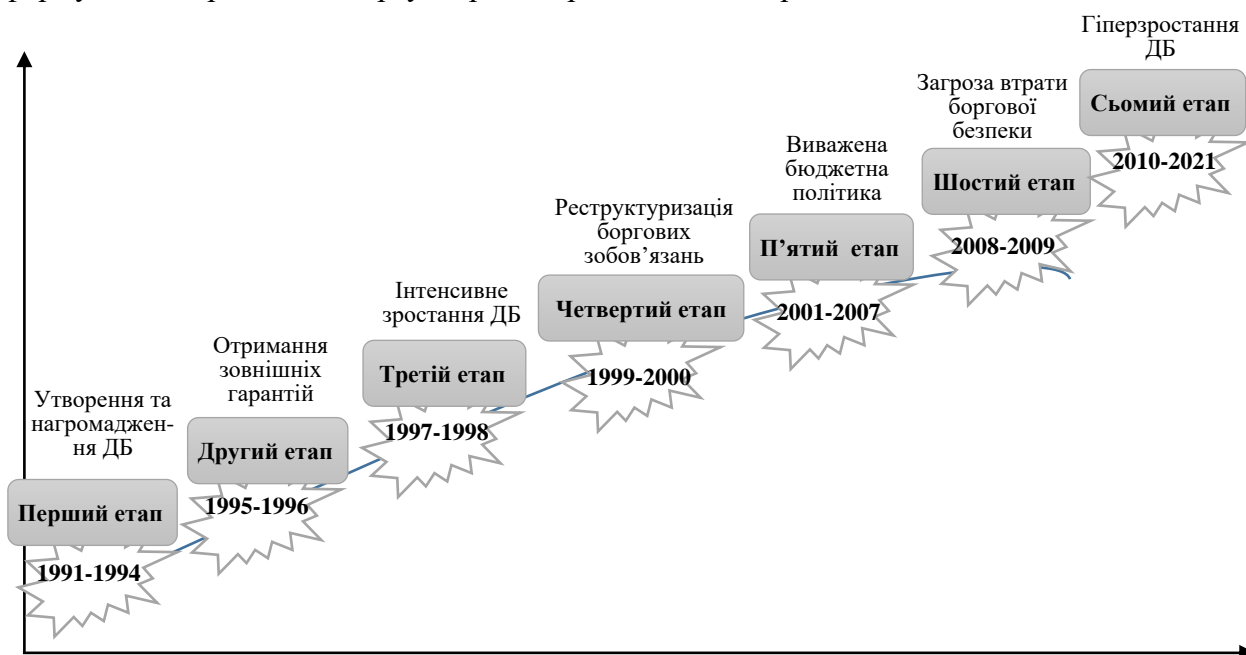 Утворення та
нагромаджен-
ня ДБ
Перший етап
1991-1994
Отримання
зовнішніх
гарантій
Другий етап
1995-1996
Інтенсивне
зростання ДБ
Третій етап
1997-1998
Реструктуризація
боргових
зобов’язань
Четвертий етап
1999-2000
Виважена
бюджетна
політика
П’ятий етап
2001-2007
Загроза втрати
боргової
безпеки
Шостий етап
2008-2009
Гіперзростання
ДБ
Сьомий етап
2010-2021